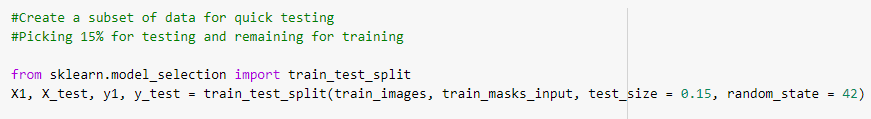 #Create a subset of data for quick testing
#Picking 15% for testing and remaining for training
from sklearn.model_selection import train_test_split
X1, X_test, y1, y_test = train_test_split(train_images, train_masks_input, test_size = 0.15, random_state = 42)